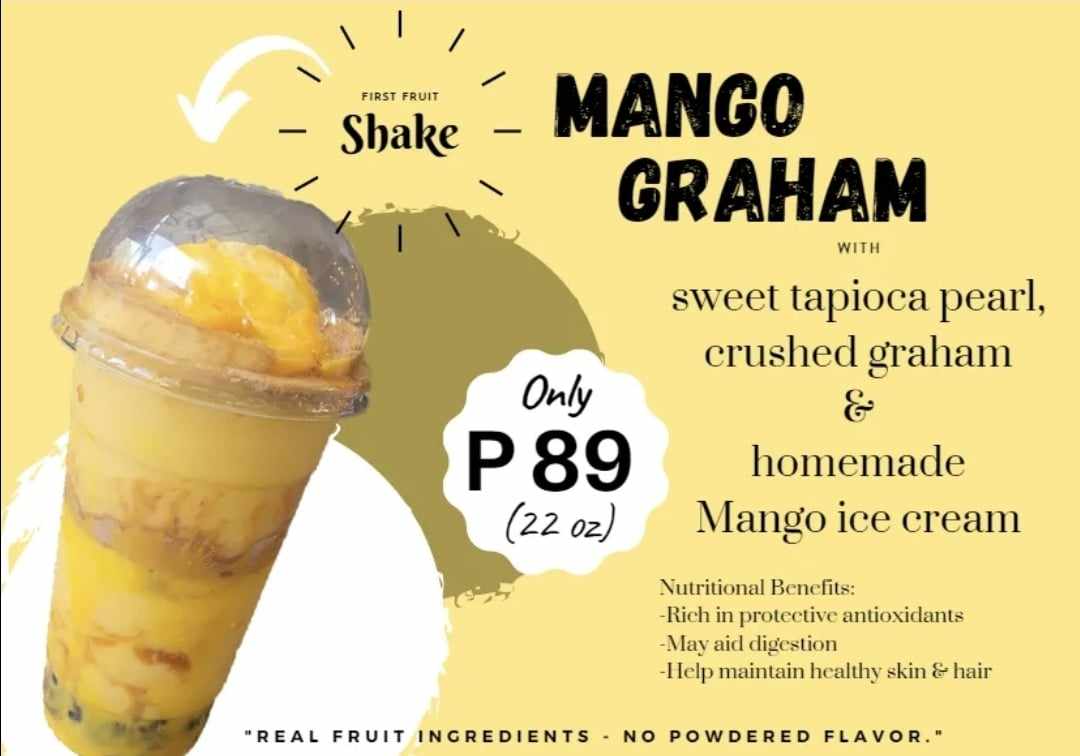 FIRST FRUIT
Shake
MANGO
GRAHAM
WITH
sweet tapioca pearl,
crushed graham
&
homemade
Mango ice cream
Only
P 89
(22 oz)
Nutritional Benefits:
-Rich in protective antioxidants
-May aid digestion
-Help maintain healthy skin & hair
"REAL FRUIT INGREDIENTS - NO POWDERED FLAVOR."